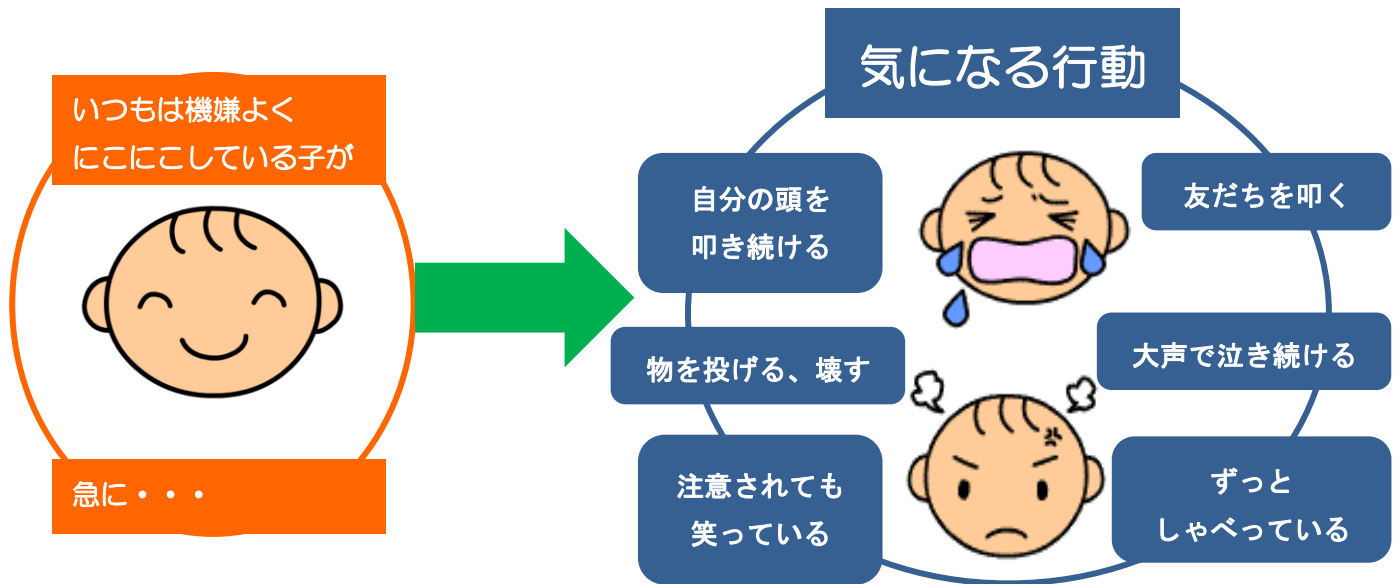 いつもは機嫌よく
にこにこしている子が
急に・・・
気になる行動
自分の頭を
叩き続ける
友だちを叩く
物を投げる、壊す
大声で泣き続ける
注意されても
笑っている
ずっと
しゃべっている